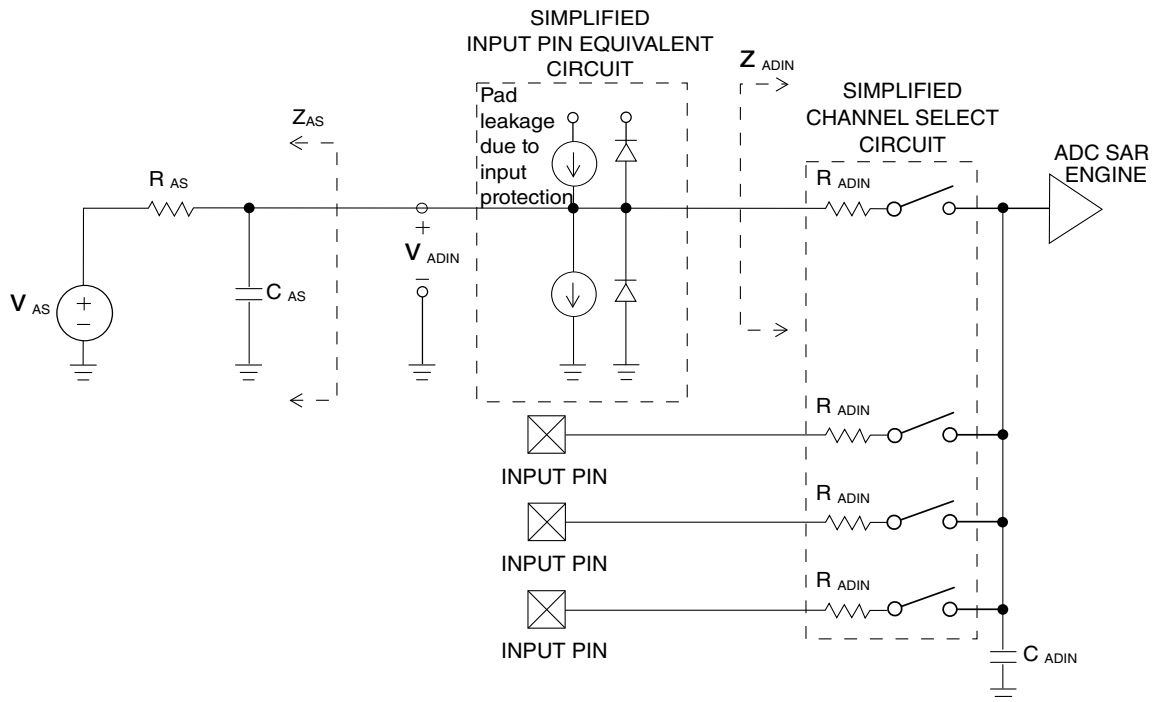 SIMPLIFIED
INPUT PIN EQUIVALENT
CIRCUIT
Pad
leakage
due to
input
protection
Z ADIN
SIMPLIFIED
CHANNEL SELECT
CIRCUIT
ADC SAR
ENGINE
ZAS
R AS
R ADIN
+
V ADIN
–
V AS
+
–
C AS
R ADIN
INPUT PIN
R ADIN
INPUT PIN
R ADIN
INPUT PIN
C ADIN